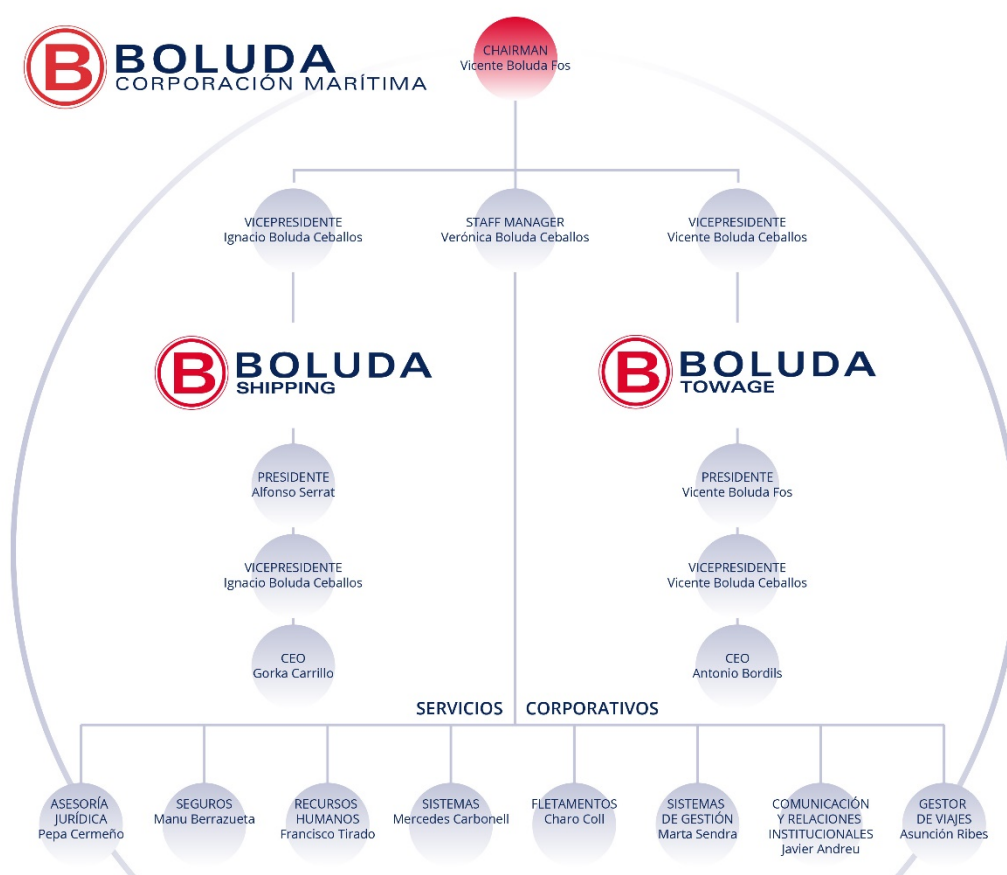 B BOLUDA
CORPORACIÓN MARÍTIMA
CHAIRMAN
Vicente Boluda Fos
VICEPRESIDENTE
Ignacio Boluda Ceballos
STAFF MANAGER
Verónica Boluda Ceballos
VICEPRESIDENTE
Vicente Boluda Ceballos
B BOLUDA
SHIPPING
B BOLUDA
TOWAGE
PRESIDENTE
Alfonso Serrat
PRESIDENTE
Vicente Boluda Fos
VICEPRESIDENTE
Ignacio Boluda Ceballos
VICEPRESIDENTE
Vicente Boluda Ceballos
CEO
Gorka Carrillo
CEO
Antonio Bordils
SERVICIOS CORPORATIVOS
ASESORÍA
JURÍDICA
Pepa Cermeño
SEGUROS
Manu Berrazueta
RECURSOS
HUMANOS
Francisco Tirado
SISTEMAS
Mercedes Carbonell
FLETAMENTOS
Charo Coll
SISTEMAS
DE GESTIÓN
Marta Sendra
COMUNICACIÓN
Y RELACIONES
INSTITUCIONALES
Javier Andreu
GESTOR
DE VIAJES
Asunción Ribes